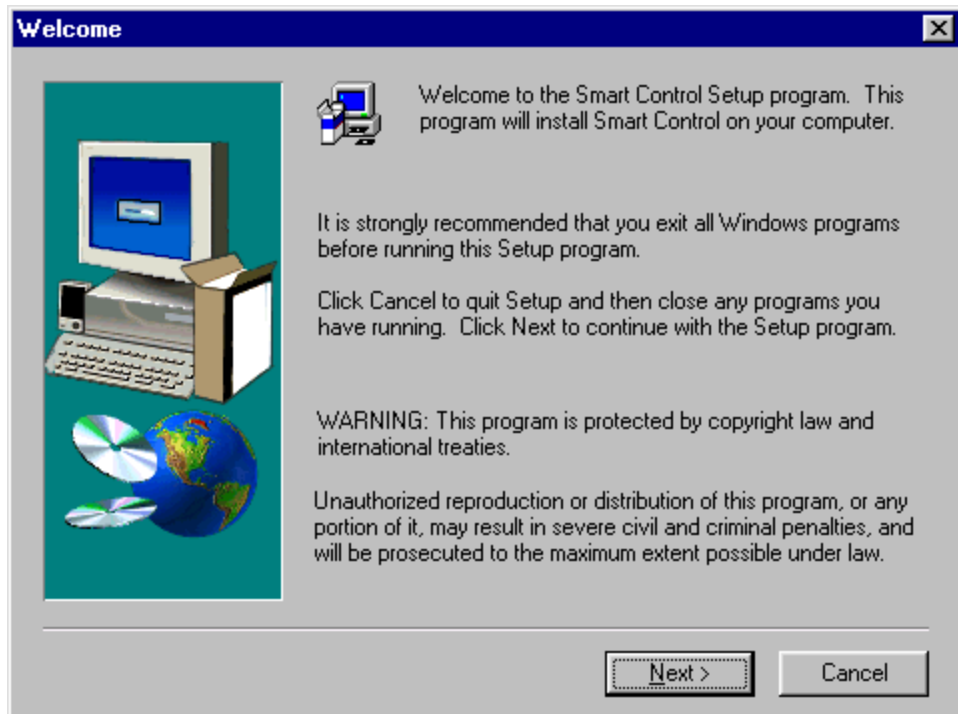 Welcome
Welcome to the Smart Control Setup program.  This
program will install Smart Control on your computer.
It is strongly recommended that you exit all Windows programs
before running this Setup program.
Click Cancel to quit Setup and then close any programs you
have running.  Click Next to continue with the Setup program.
WARNING: This program is protected by copyright law and
international treaties.
Unauthorized reproduction or distribution of this program, or any
portion of it, may result in severe civil and criminal penalties, and
will be prosecuted to the maximum extent possible under law.
Next >
Cancel